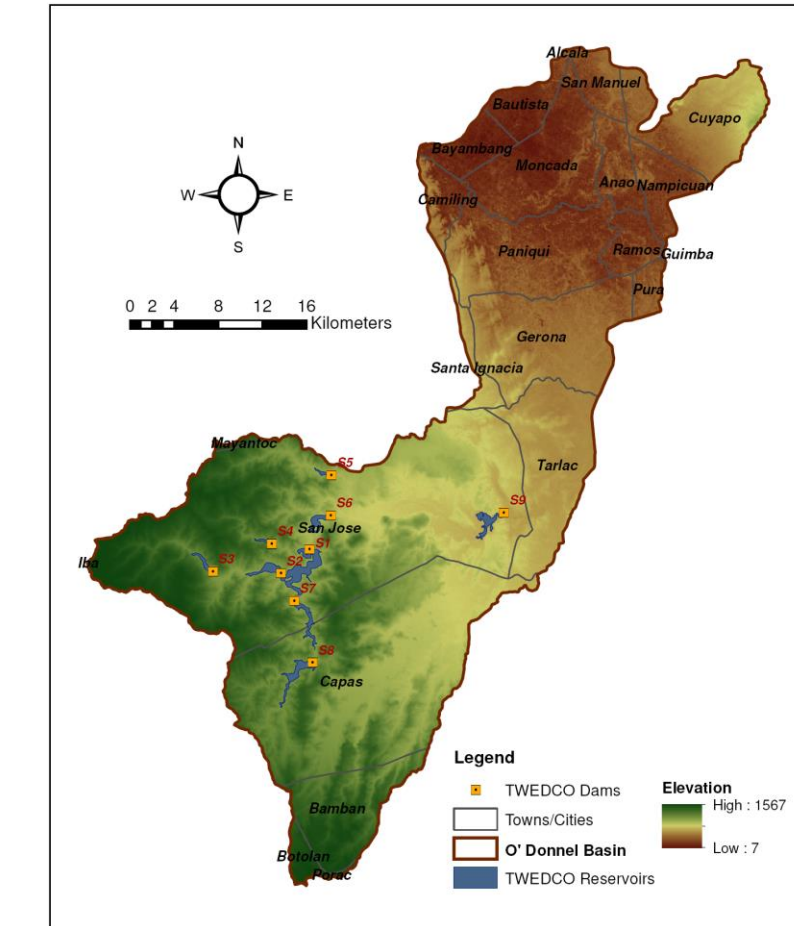 Alcala
San Manuel
Bautista
Cuyapo
N
Bayambang
Moncada
W
E
Anao
Nampicuan
Camiling
S
Paniqui
Ramos
Guimba
Pura
0 2 4 8 12 16
Kilometers
Gerona
Santa Ignacia
Mayantoc
S5
Tarlac
S9
S6
San Jose
S4
S1
Iba
S3
S2
S7
S8
Capas
Legend
TWEDCO Dams
Towns/Cities
O' Donnel Basin
TWEDCO Reservoirs
Elevation
High : 1567
Low : 7
Bamban
Botolan
Porac